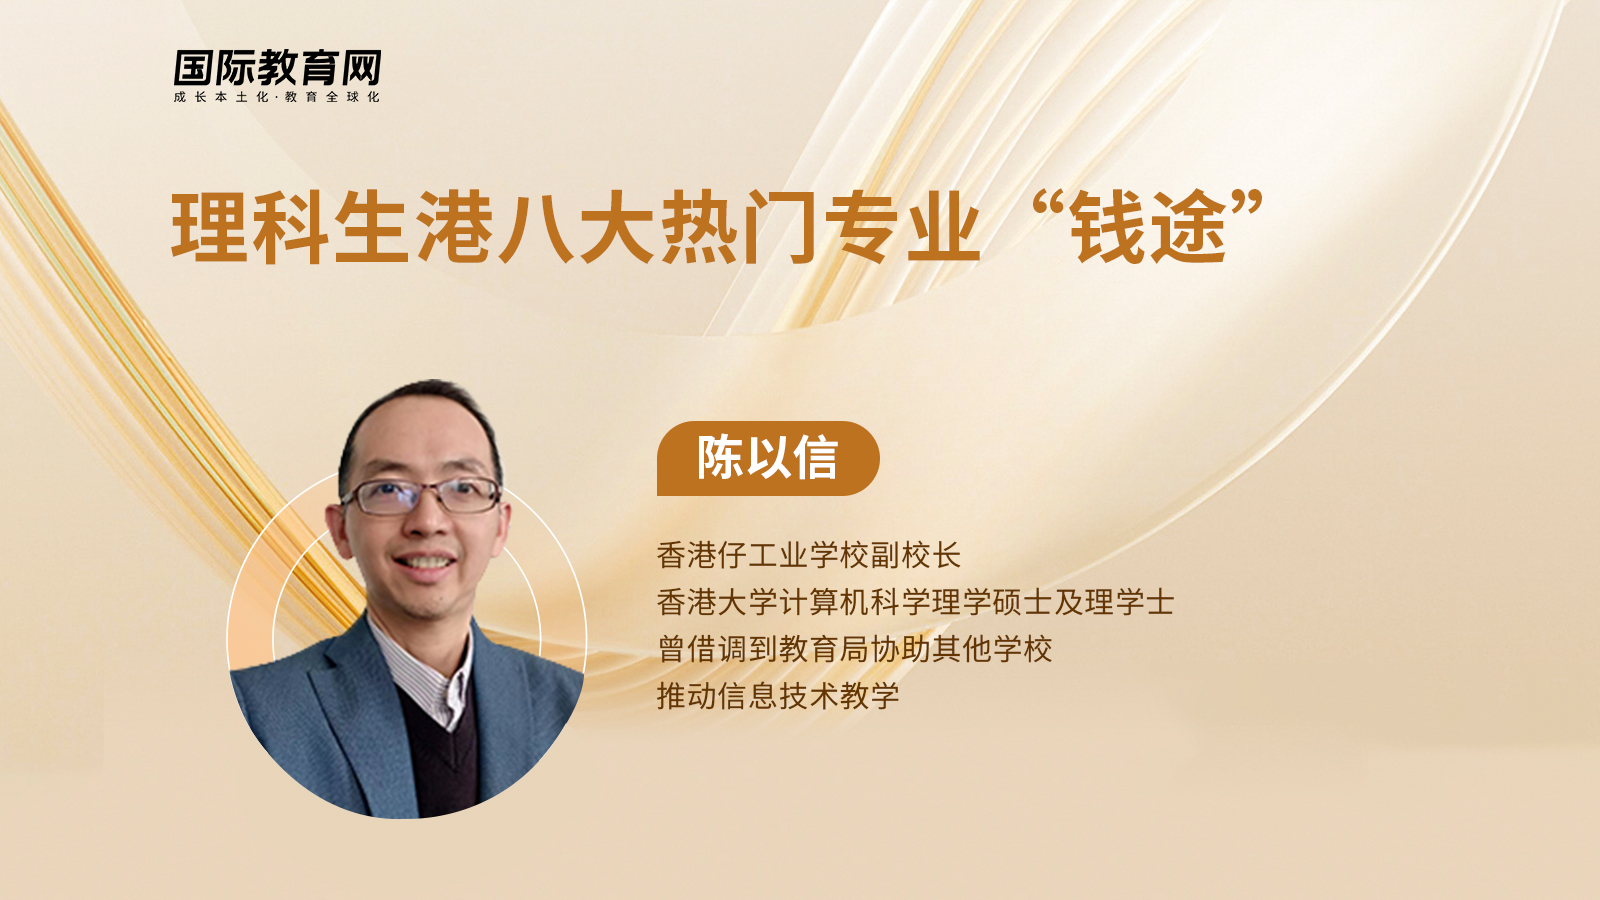 国际教育网
成长本土化·教育全球化
理科生港八大热门专业“钱途”
陈以信
香港仔工业学校副校长
香港大学计算机科学理学硕士及理学士
曾借调到教育局协助其他学校
推动信息技术教学